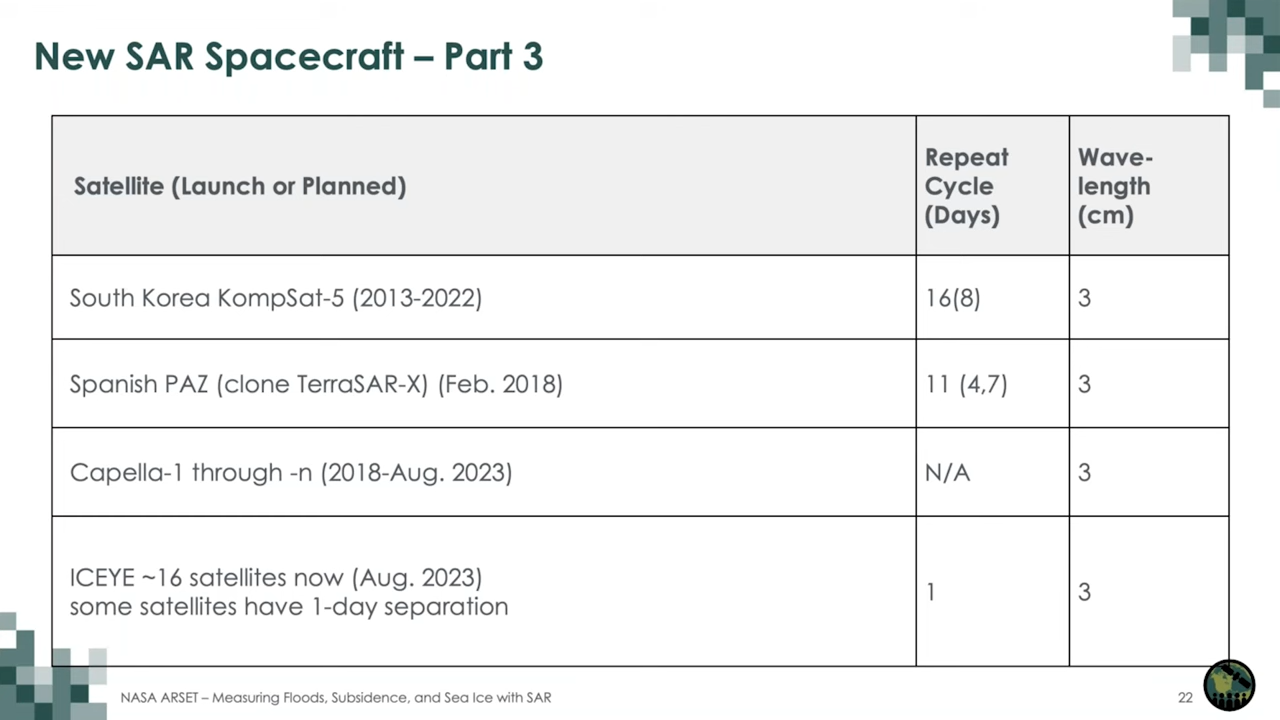 New SAR Spacecraft – Part 3
Satellite (Launch or Planned)
Repeat
Cycle
(Days)
Wave-
length
(cm)
South Korea KompSat-5 (2013-2022)
16(8)
3
Spanish PAZ (clone TerraSAR-X) (Feb. 2018)
11 (4,7)
3
Capella-1 through -n (2018-Aug. 2023)
N/A
3
ICEYE ~16 satellites now (Aug. 2023)
some satellites have 1-day separation
1
3
NASA ARSET – Measuring Floods, Subsidence, and Sea Ice with SAR
22